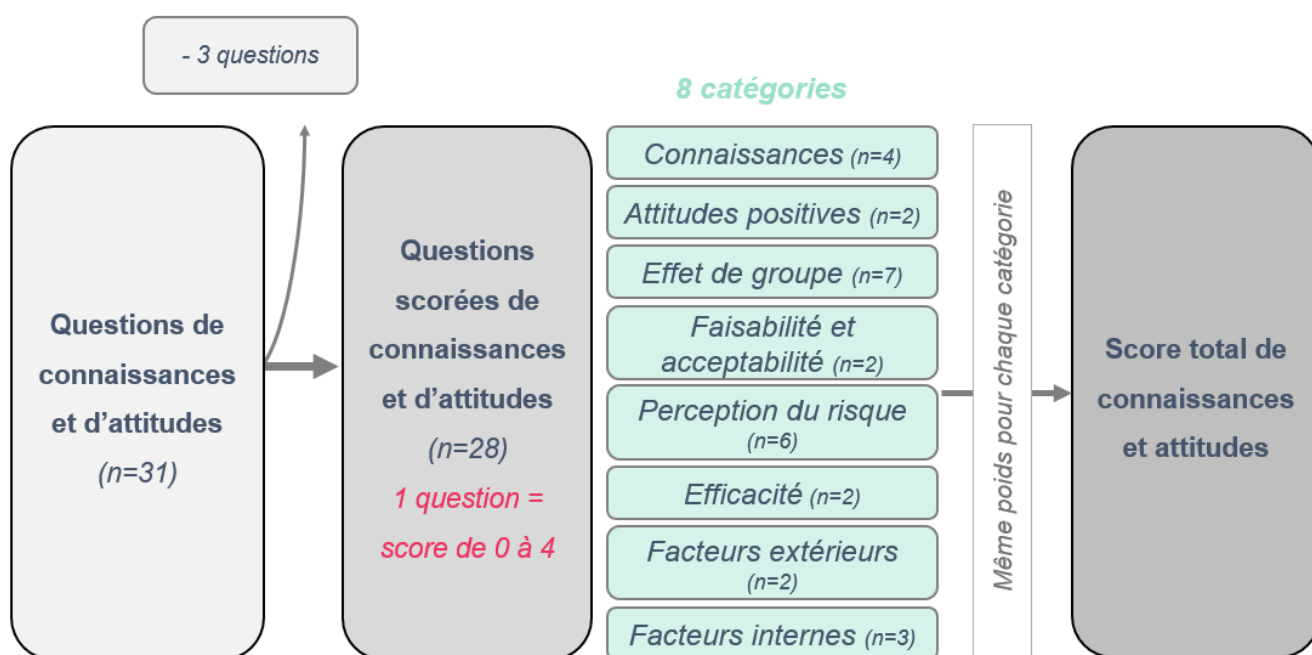 - 3 questions
8 catégories
Questions de
connaissances
et d’attitudes
(n=31)
Questions
scorées de
connaissances
et d’attitudes
(n=28)
1 question =
score de 0 à 4
Connaissances (n=4)
Attitudes positives (n=2)
Effet de groupe (n=7)
Faisabilité et
acceptabilité (n=2)
Perception du risque
(n=6)
Efficacité (n=2)
Facteurs extérieurs
(n=2)
Facteurs internes (n=3)
Même poids pour chaque catégorie
Score total de
connaissances
et attitudes